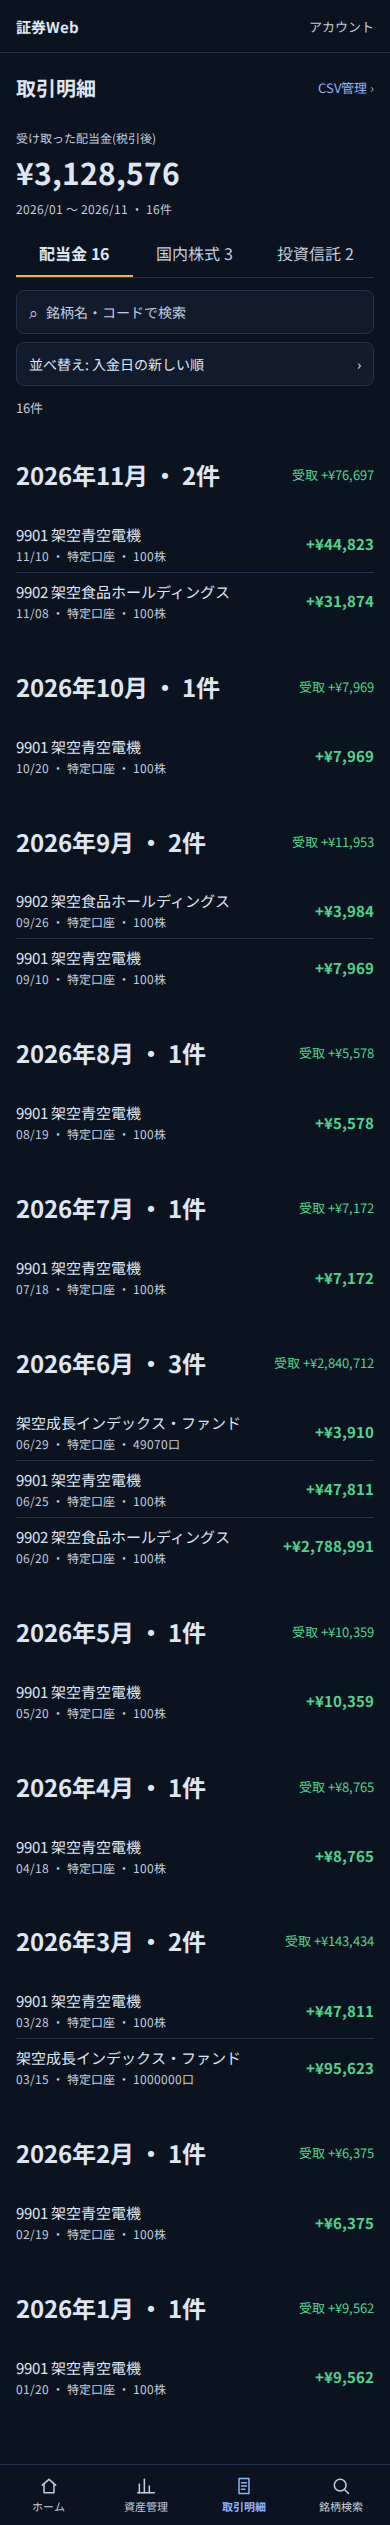 証券Web
アカウント
取引明細
CSV管理 ›
受け取った配当金(税引後)
¥3,128,576
2026/01 〜 2026/11 ・ 16件
配当金 16
国内株式 3
投資信託 2
銘柄名・コードで検索
並べ替え: 入金日の新しい順 ›
16件
2026年11月 ・ 2件
受取 +¥76,697
9901 架空青空電機
11/10 ・ 特定口座 ・ 100株
+¥44,823
9902 架空食品ホールディングス
11/08 ・ 特定口座 ・ 100株
+¥31,874
2026年10月 ・ 1件
受取 +¥7,969
9901 架空青空電機
10/20 ・ 特定口座 ・ 100株
+¥7,969
2026年9月 ・ 2件
受取 +¥11,953
9902 架空食品ホールディングス
09/26 ・ 特定口座 ・ 100株
+¥3,984
9901 架空青空電機
09/10 ・ 特定口座 ・ 100株
+¥7,969
2026年8月 ・ 1件
受取 +¥5,578
9901 架空青空電機
08/19 ・ 特定口座 ・ 100株
+¥5,578
2026年7月 ・ 1件
受取 +¥7,172
9901 架空青空電機
07/18 ・ 特定口座 ・ 100株
+¥7,172
2026年6月 ・ 3件
受取 +¥2,840,712
架空成長インデックス・ファンド
06/29 ・ 特定口座 ・ 49070口
+¥3,910
9901 架空青空電機
06/25 ・ 特定口座 ・ 100株
+¥47,811
9902 架空食品ホールディングス
06/20 ・ 特定口座 ・ 100株
+¥2,788,991
2026年5月 ・ 1件
受取 +¥10,359
9901 架空青空電機
05/20 ・ 特定口座 ・ 100株
+¥10,359
2026年4月 ・ 1件
受取 +¥8,765
9901 架空青空電機
04/18 ・ 特定口座 ・ 100株
+¥8,765
2026年3月 ・ 2件
受取 +¥143,434
9901 架空青空電機
03/28 ・ 特定口座 ・ 100株
+¥47,811
架空成長インデックス・ファンド
03/15 ・ 特定口座 ・ 1000000口
+¥95,623
2026年2月 ・ 1件
受取 +¥6,375
9901 架空青空電機
02/19 ・ 特定口座 ・ 100株
+¥6,375
2026年1月 ・ 1件
受取 +¥9,562
9901 架空青空電機
01/20 ・ 特定口座 ・ 100株
+¥9,562
ホーム
資産管理
取引明細
銘柄検索